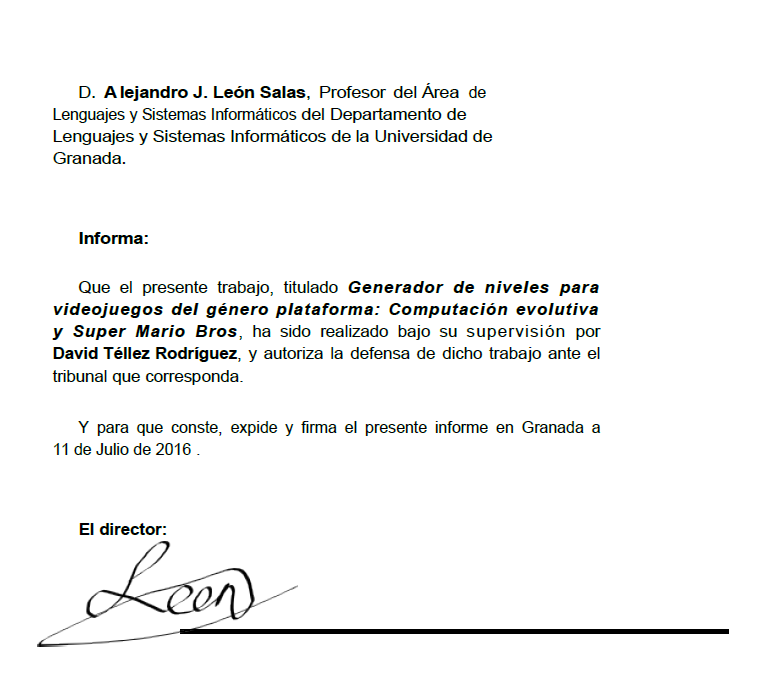 D. Alejandro J. León Salas, Profesor del Área de
Lenguajes y Sistemas Informáticos del Departamento de
Lenguajes y Sistemas Informáticos de la Universidad de
Granada.
Informa:
Que el presente trabajo, titulado Generador de niveles para
videojuegos del género plataforma: Computación evolutiva
y Super Mario Bros, ha sido realizado bajo su supervisión por
David Téllez Rodríguez, y autoriza la defensa de dicho trabajo ante el
tribunal que corresponda.
Y para que conste, expide y firma el presente informe en Granada a
11 de Julio de 2016 .
El director:
Leon